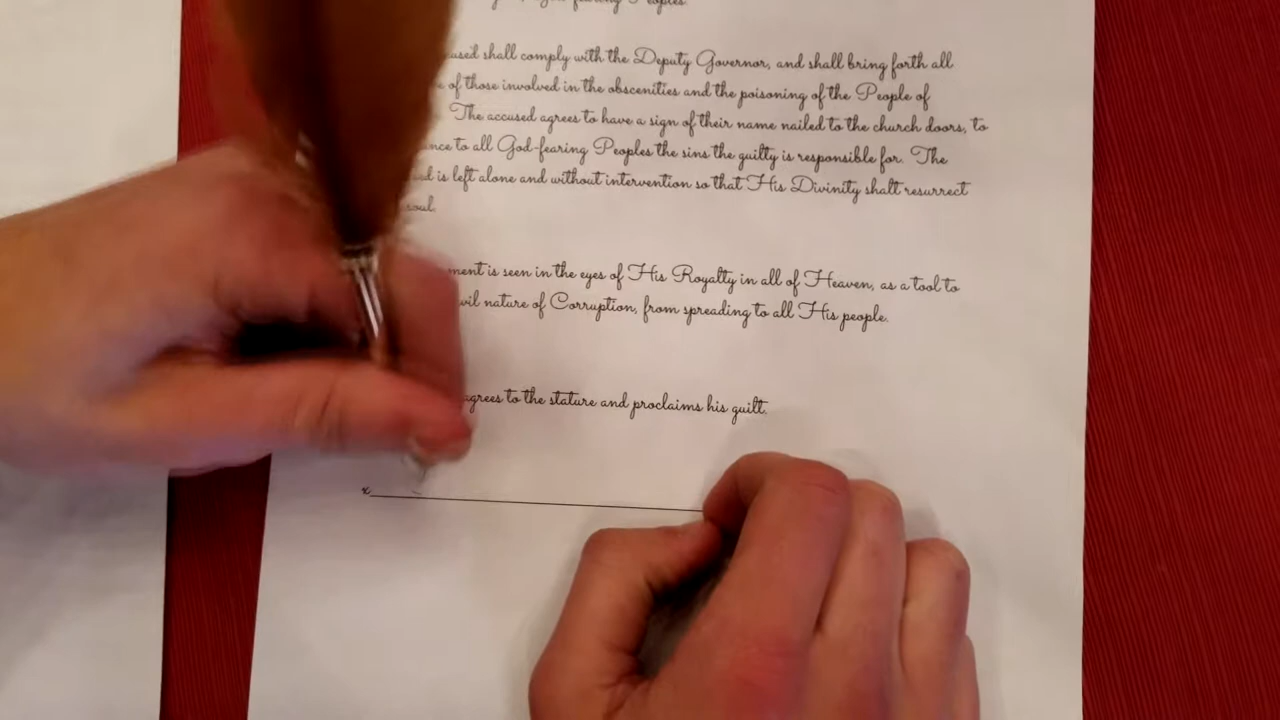 shall comply with the Deputy Governor, and shall bring forth all
of those involved in the obscenities and the poisoning of the People of
The accused agrees to have a sign of their name nailed to the church doors, to
to all God-fearing Peoples the sins the guilty is responsible for. The
is left alone and without intervention so that His Divinity shalt resurrect
soul.
is seen in the eyes of His Royalty in all of Heaven, as a tool to
nature of Corruption, from spreading to all His people.
agrees to the stature and proclaims his guilt.
x